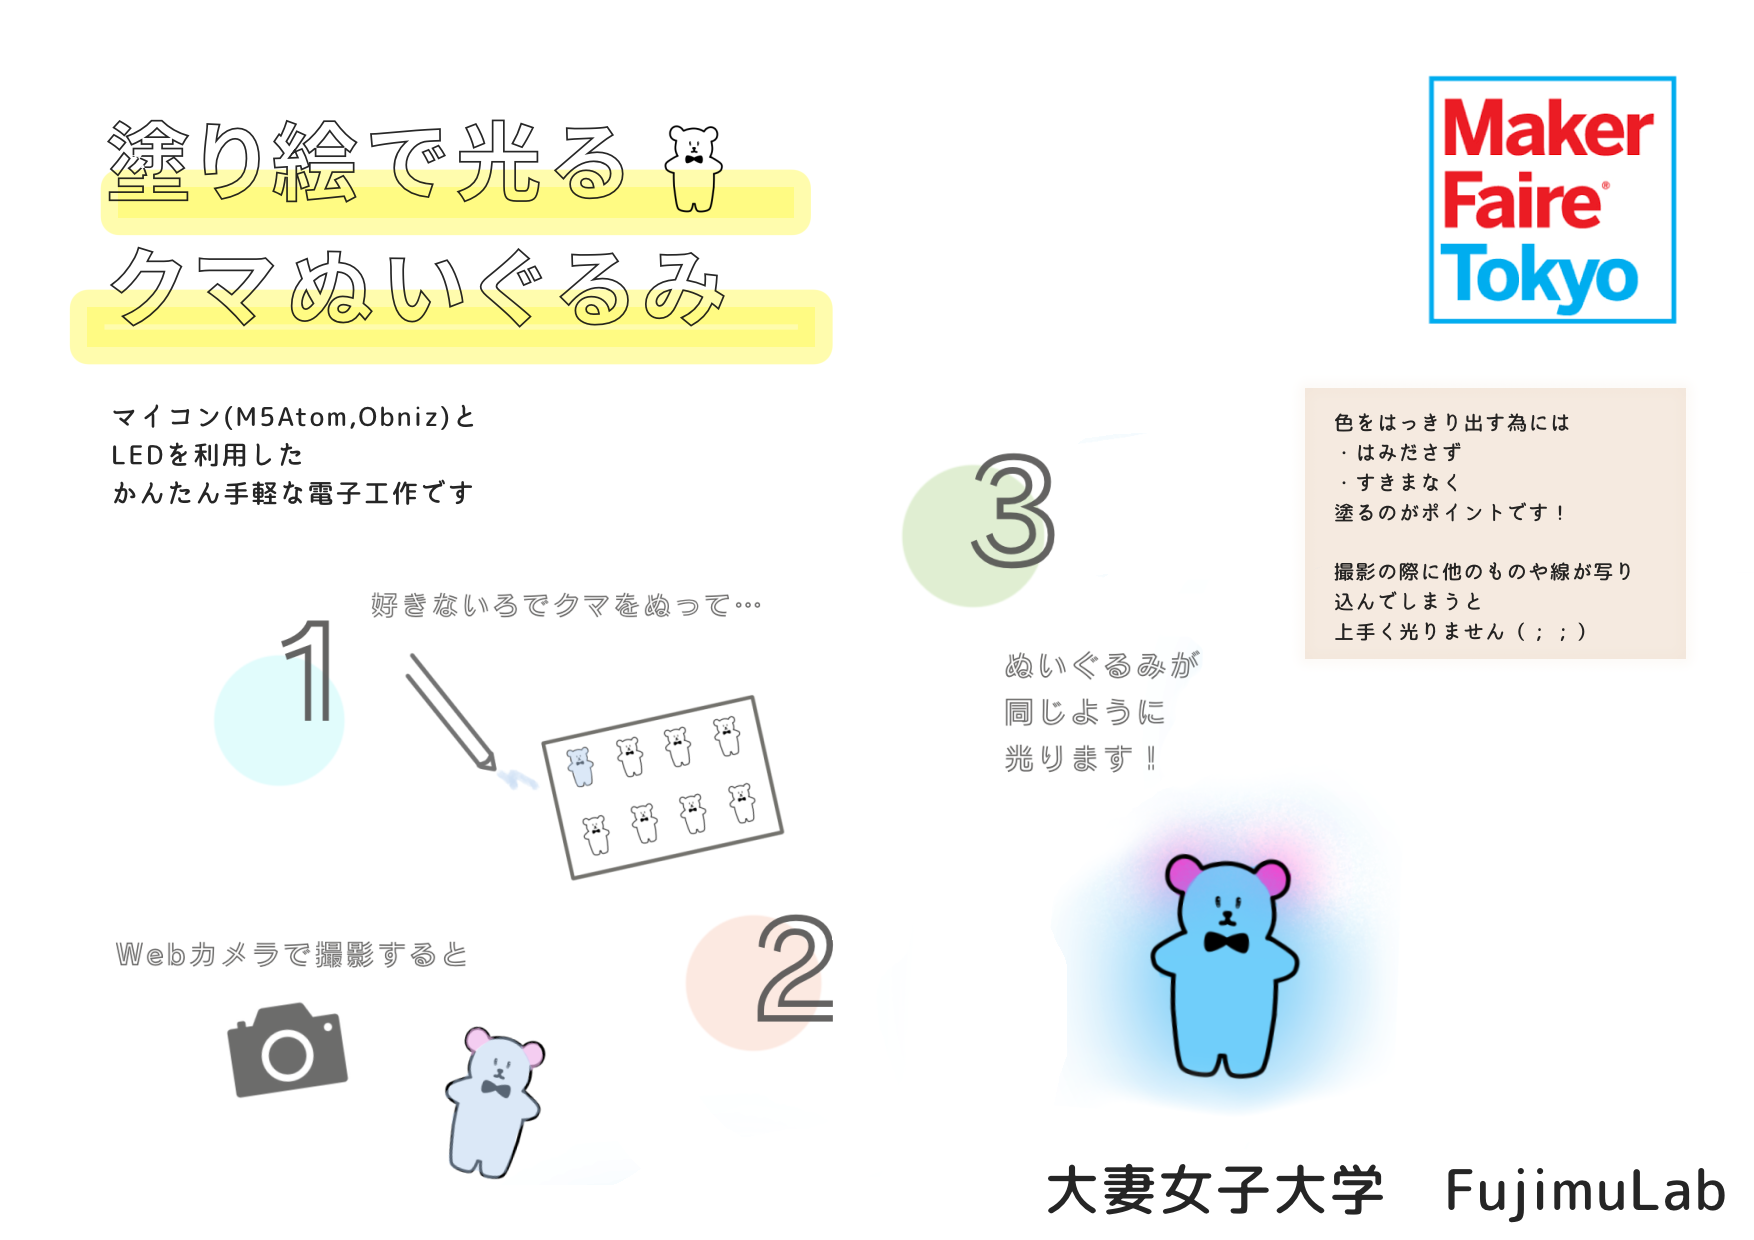 塗り絵で光る
クマぬいぐるみ
Maker
Faire®
Tokyo
マイコン(M5Atom,Obniz)と
LEDを利用した
かんたん手軽な電子工作です
1
好きないろでクマをぬって…
Webカメラで撮影すると
2
3
ぬいぐるみが
同じように
光ります！
色をはっきり出す為には
・はみださず
・すきまなく
塗るのがポイントです！
撮影の際に他のものや線が写り
込んでしまうと
上手く光りません（；；）
大妻女子大学　FujimuLab